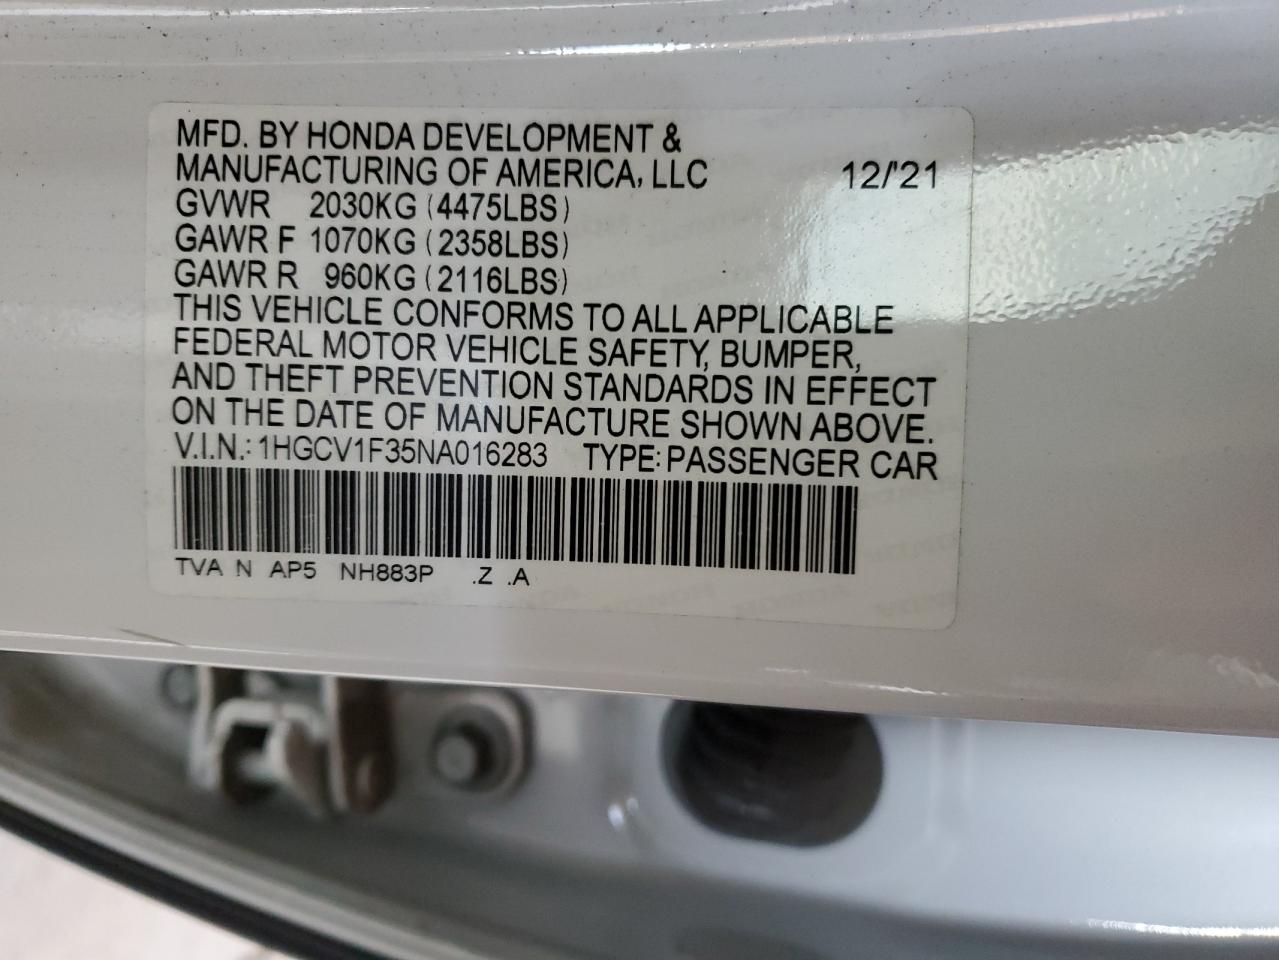 MFD. BY HONDA DEVELOPMENT &
MANUFACTURING OF AMERICA, LLC 12/'21
GVWR 2030KG (4475LBS)
GAWR F 1070KG (2358LBS)
GAWR R 960KG (2116LBS)
THIS VEHICLE CONFORMS TO ALL APPLICABLE
FEDERAL MOTOR VEHICLE SAFETY, BUMPER,
AND THEFT PREVENTION STANDARDS IN EFFECT
ON THE DATE OF MANUFACTURE SHOWN ABOVE.
V.I.N.: 1HGCV1F35NA016283 TYPE: PASSENGER CAR
TVA N AP5 NH883P .Z .A